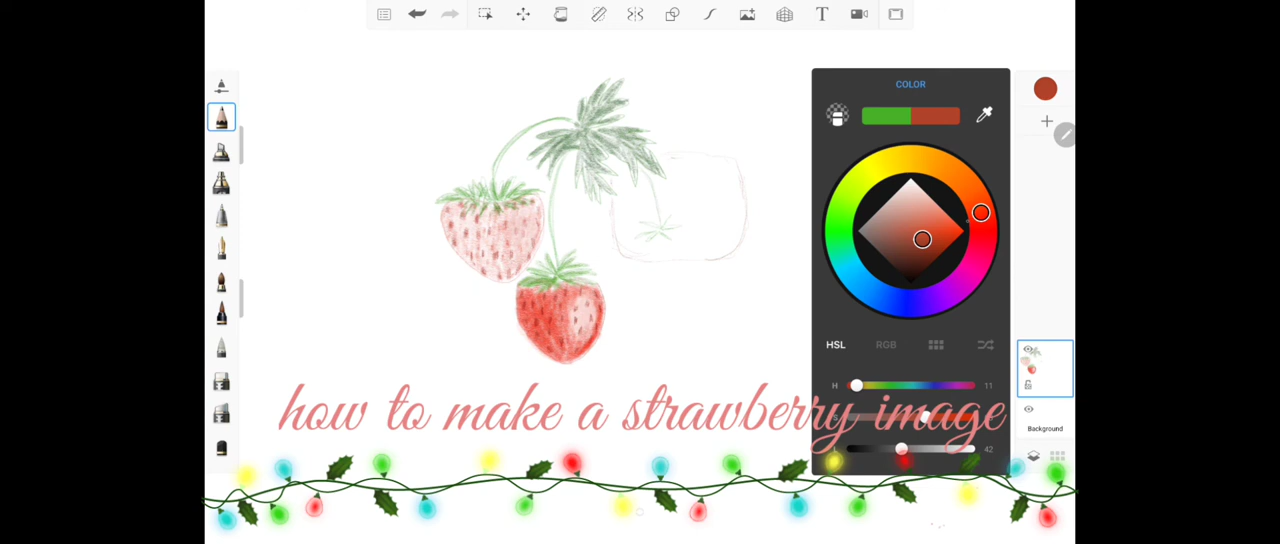 T
COLOR
HSL RGB
H 11
how to make a strawberry image
L 42
Background